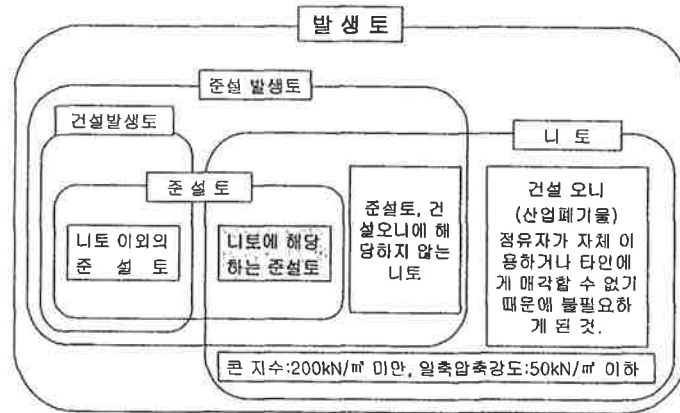 발생토
준설 발생토
건설발생토
니 토
준 설 토
니토 이외의
준 설 토
니토에 해당
하는 준설토
준설토, 건
설오니에 해
당하지 않는
니토
건설 오니
(산업폐기물)
점유자가 자체 이
용하거나 타인에
게 매각할 수 없기
때문에 불필요하
게 된 것.
콘 지수:200kN/㎡ 미만, 일축압축강도:50kN/㎡ 이하